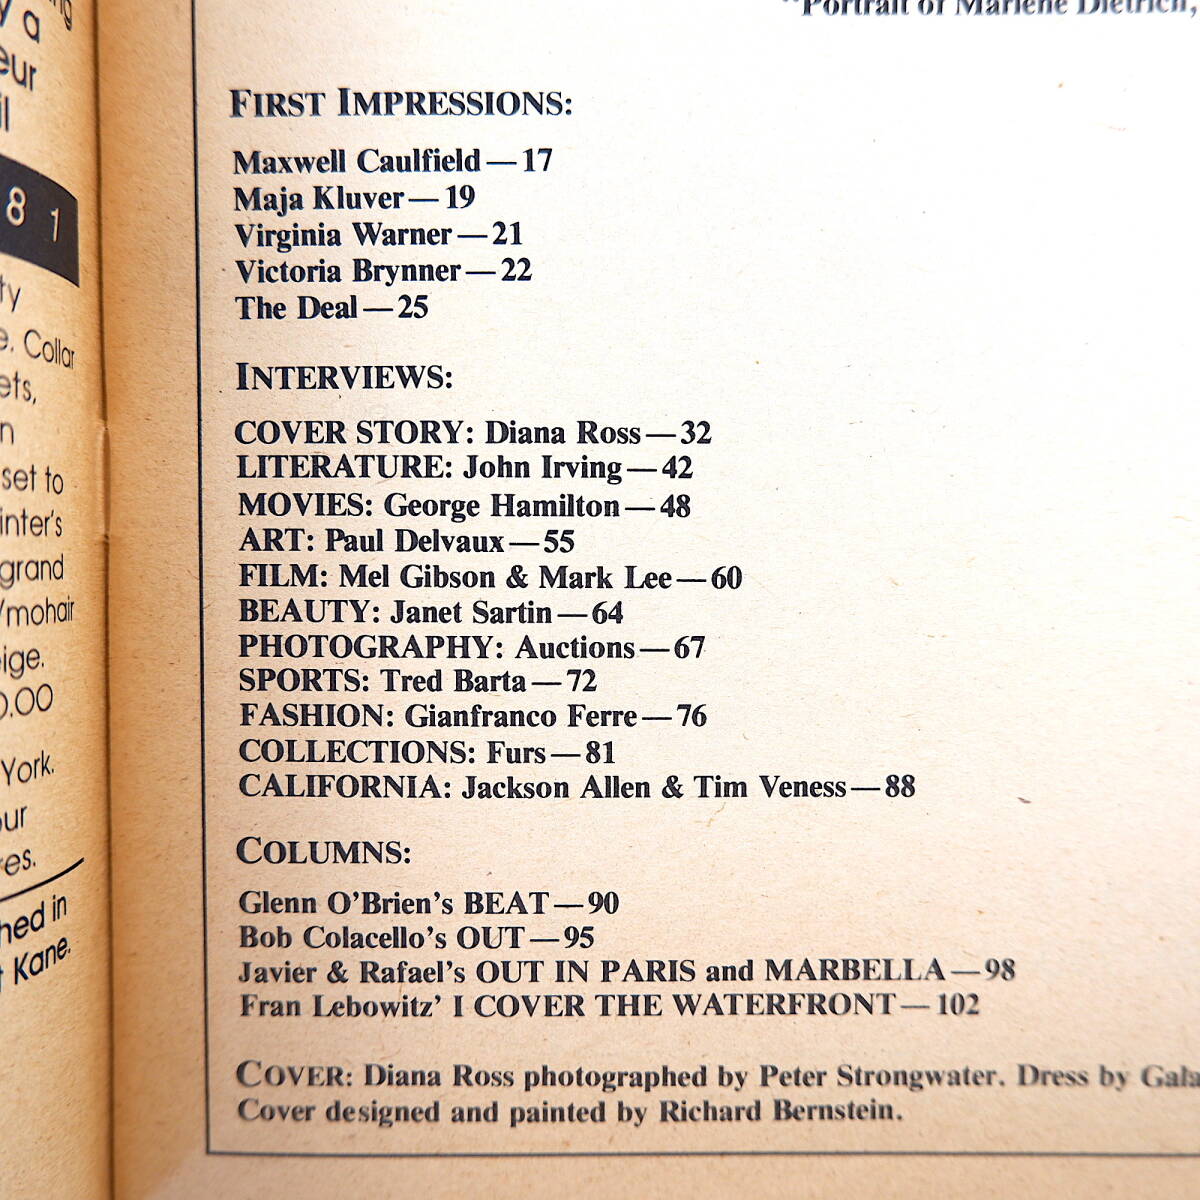 "Portrait of Marlene Dietrich,
FIRST IMPRESSIONS:
Maxwell Caulfield—17
Maja Kluver—19
Virginia Warner—21
Victoria Brynner—22
The Deal—25
INTERVIEWS:
COVER STORY: Diana Ross—32
LITERATURE: John Irving—42
MOVIES: George Hamilton—48
ART: Paul Delvaux—55
FILM: Mel Gibson & Mark Lee—60
BEAUTY: Janet Sartin—64
PHOTOGRAPHY: Auctions—67
SPORTS: Tred Barta—72
FASHION: Gianfranco Ferre—76
COLLECTIONS: Furs—81
CALIFORNIA: Jackson Allen & Tim Veness—88
COLUMNS:
Glenn O'Brien's BEAT—90
Bob Colacello's OUT—95
Javier & Rafael's OUT IN PARIS and MARBELLA—98
Fran Lebowitz' I COVER THE WATERFRONT—102
COVER: Diana Ross photographed by Peter Strongwater. Dress by
Cover designed and painted by Richard Bernstein.
a
8 1
Collar
set to
grand
/mohair
York.
in
Kane.